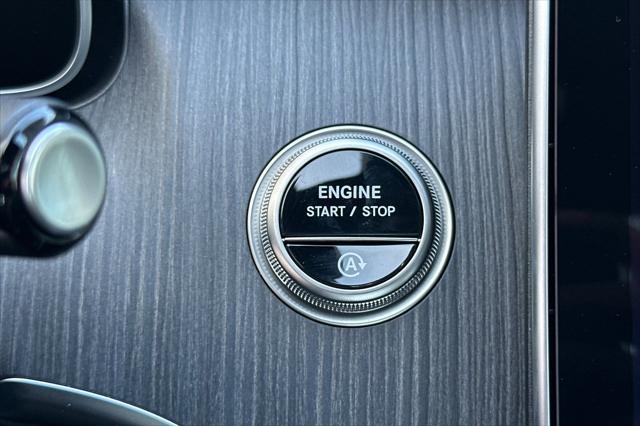 ENGINE
START / STOP
A